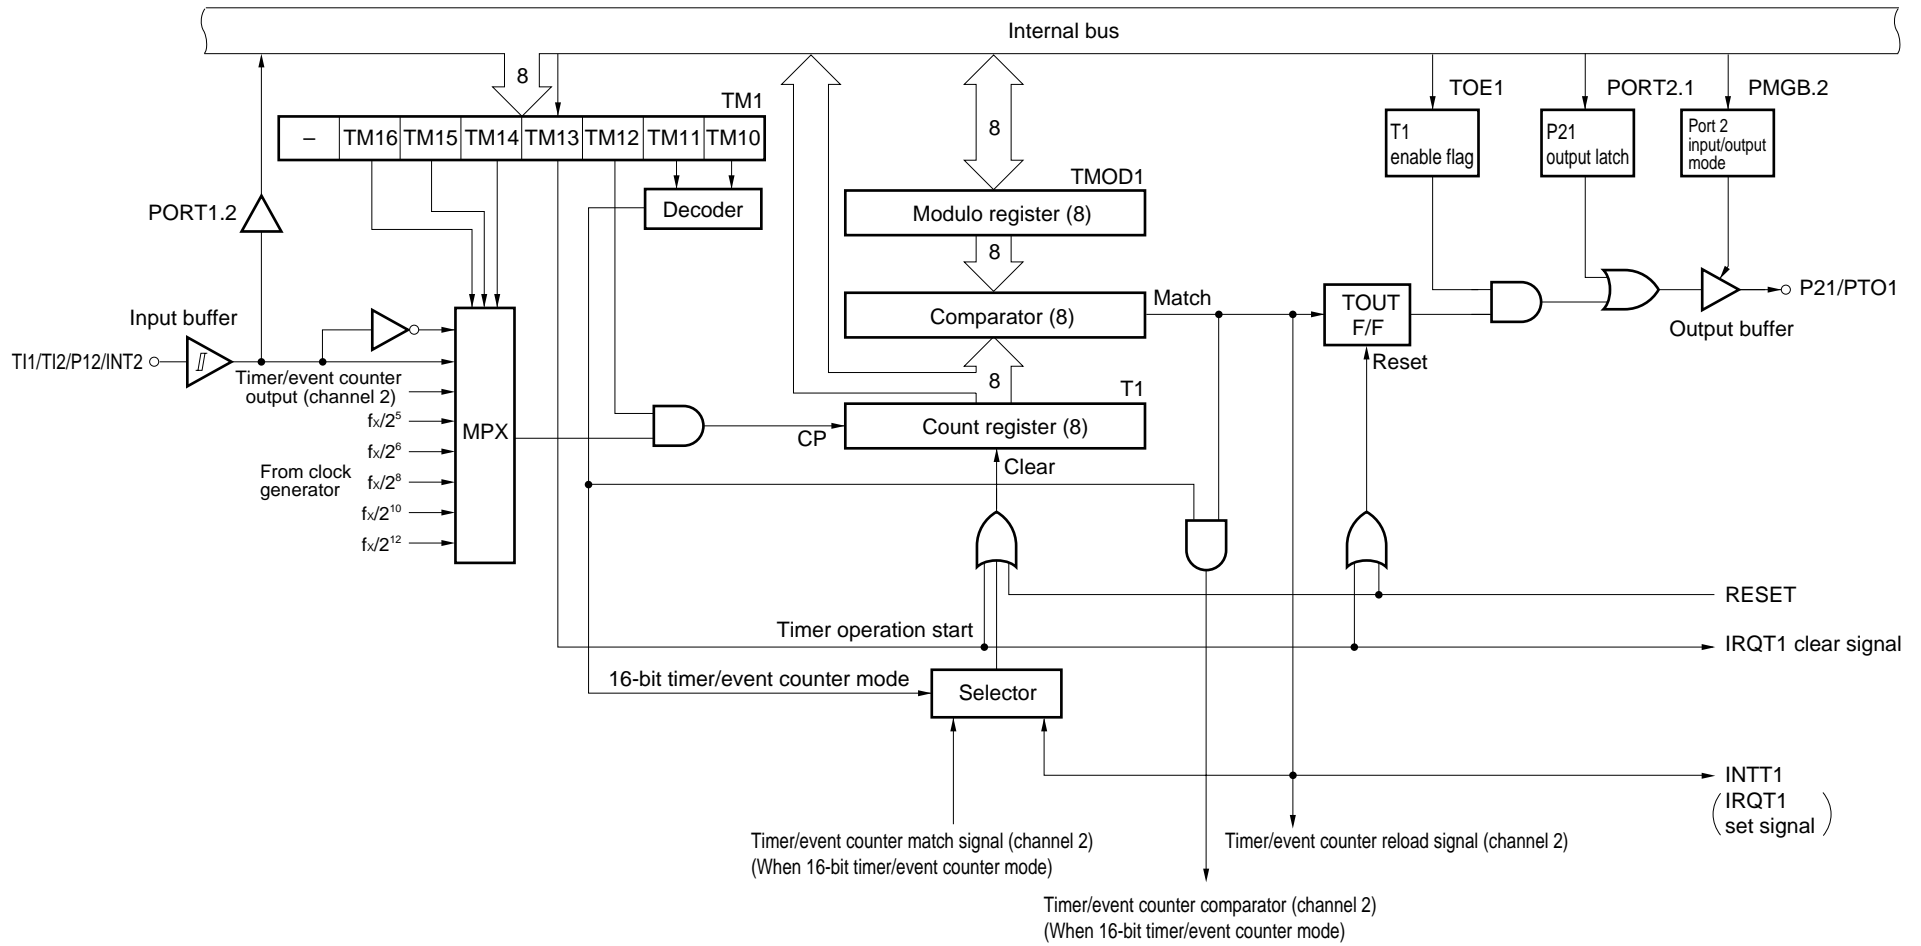 Internal bus
8
TM1
– TM16 TM15 TM14 TM13 TM12 TM11 TM10
PORT1.2
Decoder
8
TMOD1
Modulo register (8)
8
Comparator (8)
Match
8
T1
Count register (8)
CP
Clear
TOE1
T1
enable flag
PORT2.1
P21
output latch
PMGB.2
Port 2
input/output
mode
TOUT
F/F
Reset
P21/PTO1
Output buffer
Input buffer
TI1/TI2/P12/INT2
Timer/event counter
output (channel 2)
fX/2⁵
fX/2⁶
From clock
generator
fX/2⁸
fX/2¹⁰
fX/2¹²
MPX
RESET
Timer operation start
IRQT1 clear signal
16-bit timer/event counter mode
Selector
INTT1
IRQT1
set signal
Timer/event counter match signal (channel 2)
(When 16-bit timer/event counter mode)
Timer/event counter reload signal (channel 2)
Timer/event counter comparator (channel 2)
(When 16-bit timer/event counter mode)